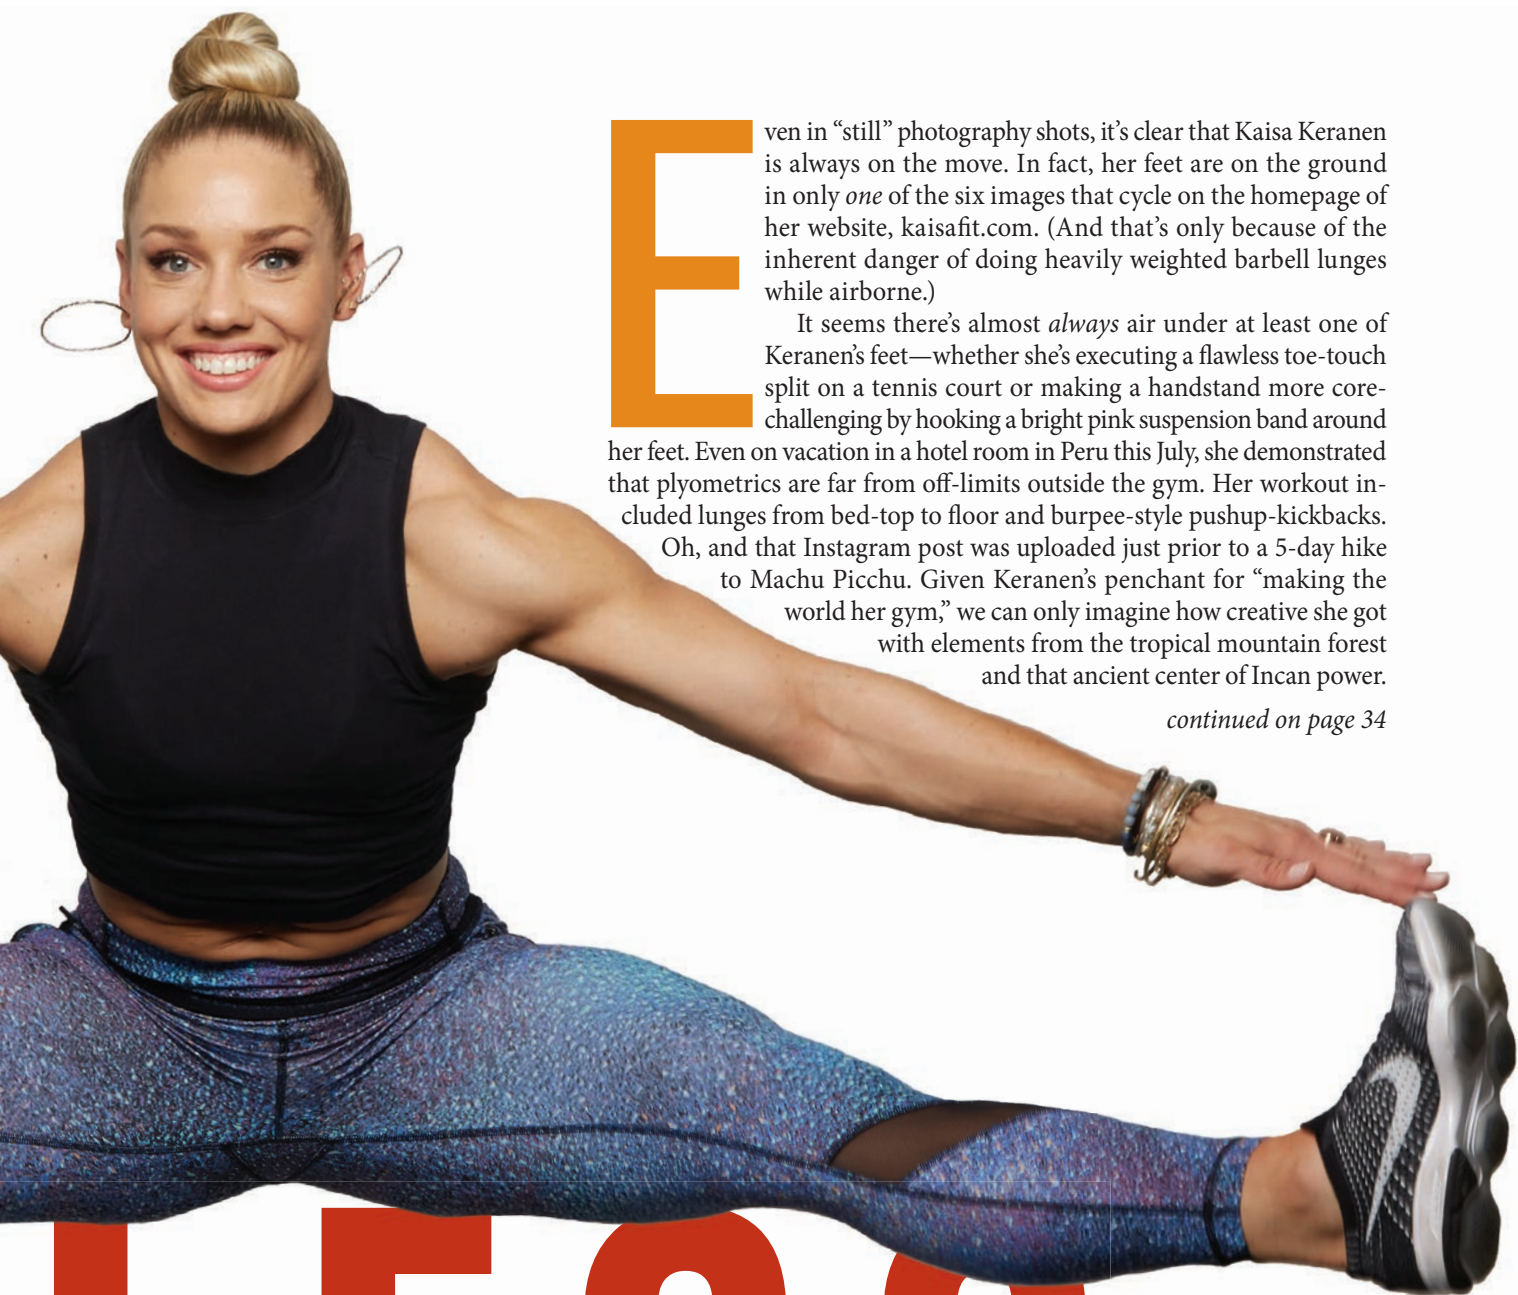 Even in “still” photography shots, it’s clear that Kaisa Keranen
is always on the move. In fact, her feet are on the ground
in only one of the six images that cycle on the homepage of
her website, kaisafit.com. (And that’s only because of the
inherent danger of doing heavily weighted barbell lunges
while airborne.)
It seems there’s almost always air under at least one of
Keranen’s feet—whether she’s executing a flawless toe-touch
split on a tennis court or making a handstand more core-
challenging by hooking a bright pink suspension band around
her feet. Even on vacation in a hotel room in Peru this July, she demonstrated
that plyometrics are far from off-limits outside the gym. Her workout in-
cluded lunges from bed-top to floor and burpee-style pushup-kickbacks.
Oh, and that Instagram post was uploaded just prior to a 5-day hike
to Machu Picchu. Given Keranen’s penchant for “making the
world her gym,” we can only imagine how creative she got
with elements from the tropical mountain forest
and that ancient center of Incan power.
continued on page 34